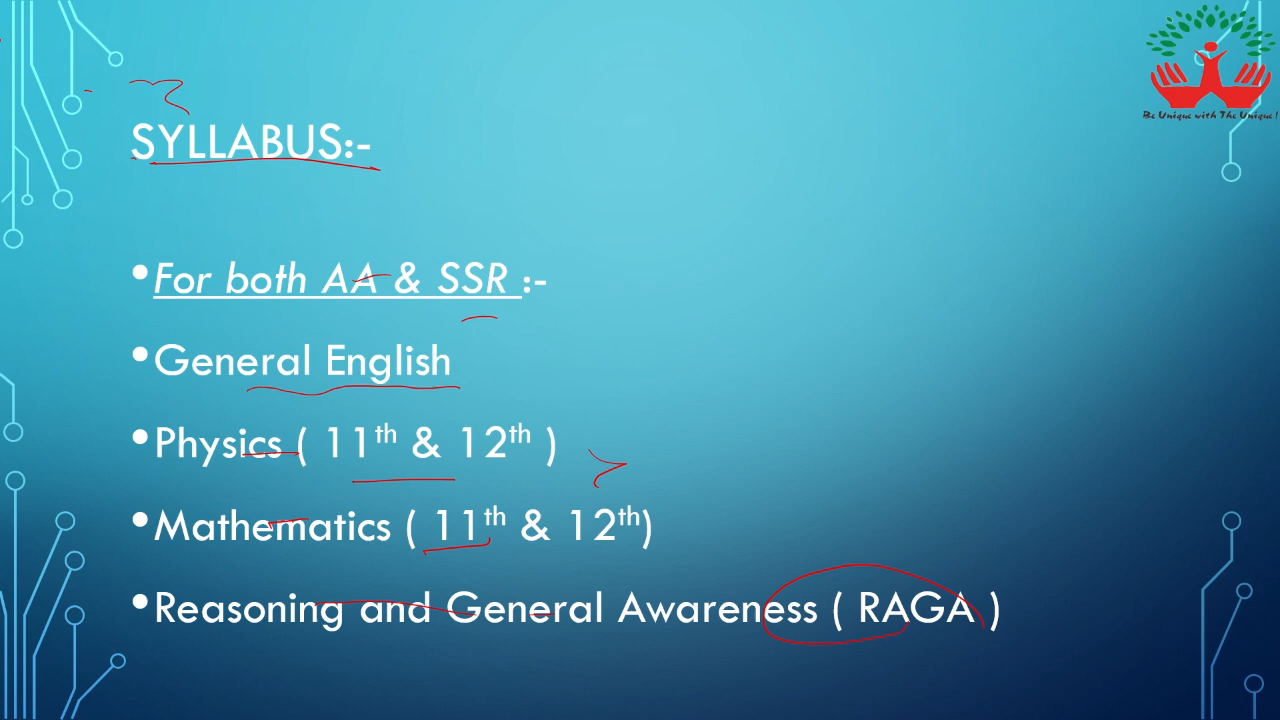 Be Unique with The Unique!
SYLLABUS:-
•For both AA & SSR :-
•General English
•Physics ( 11th & 12th )
•Mathematics ( 11th & 12th)
•Reasoning and General Awareness ( RAGA )